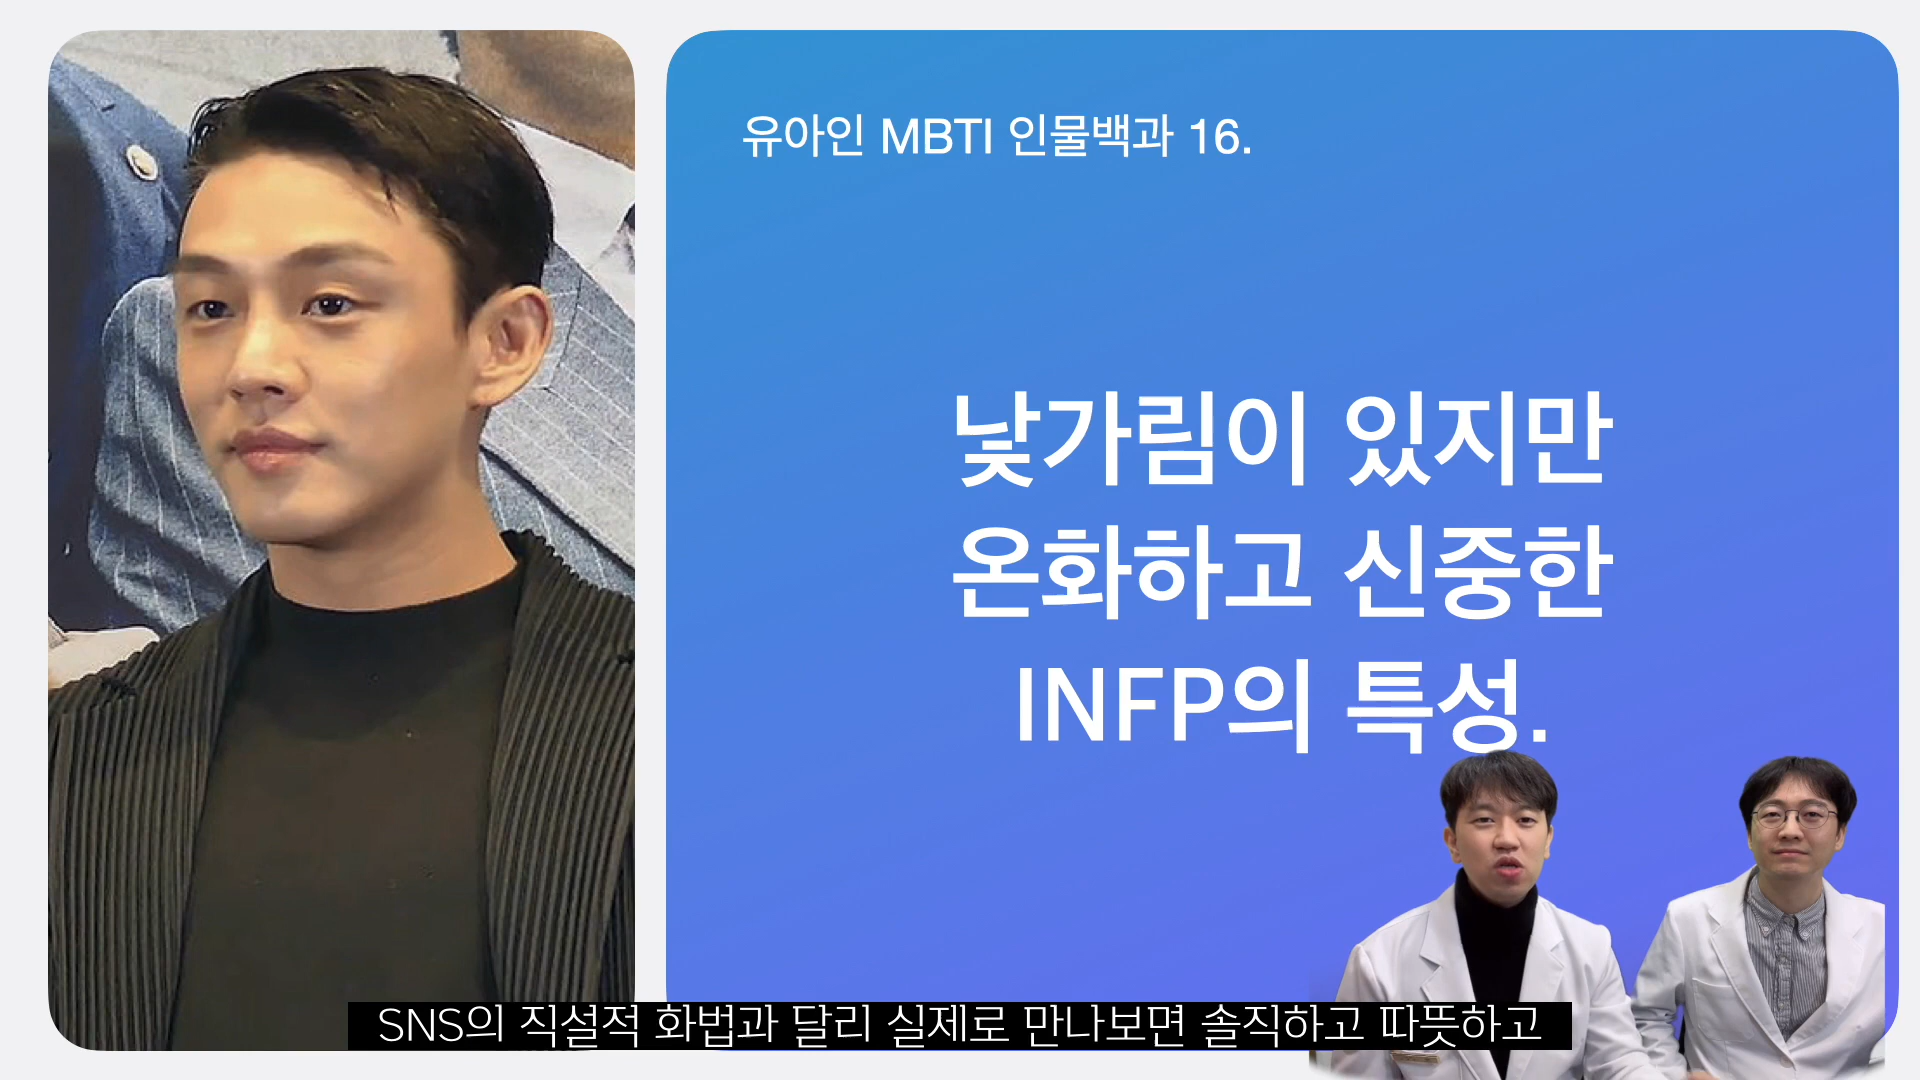 유아인 MBTI 인물백과 16.
낯가림이 있지만
온화하고 신중한
INFP의 특성.
SNS의 직설적 화법과 달리 실제로 만나보면 솔직하고 따뜻하고